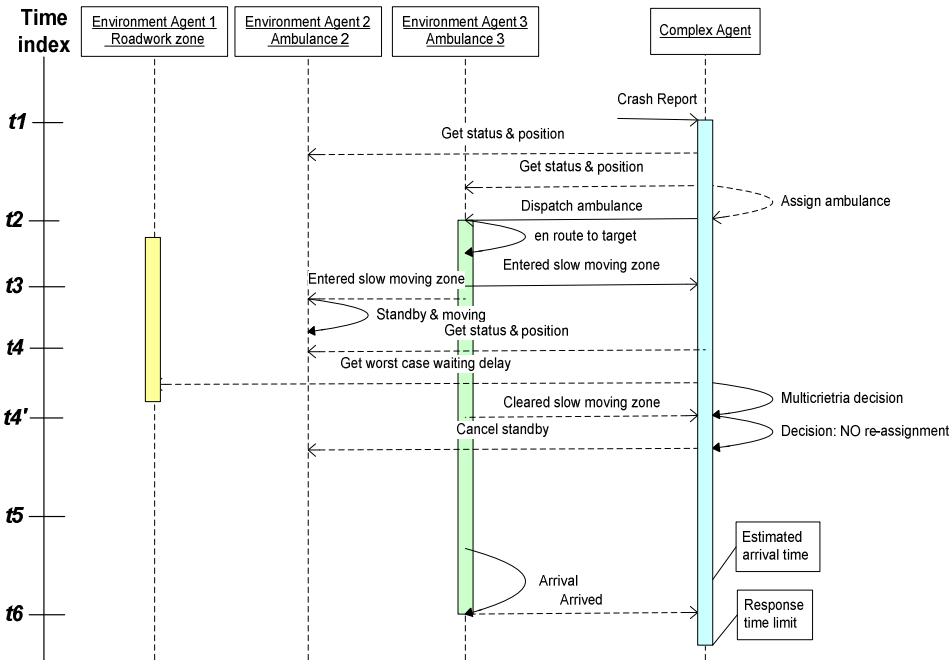 Time
index
Environment Agent 1
Roadwork zone
Environment Agent 2
Ambulance 2
Environment Agent 3
Ambulance 3
Complex Agent
Crash Report
t1
Get status & position
Get status & position
Assign ambulance
Dispatch ambulance
t2
en route to target
Entered slow moving zone
Entered slow moving zone
t3
Standby & moving
Get status & position
t4
Get worst case waiting delay
Multicrietria decision
Cleared slow moving zone
t4'
Cancel standby
Decision: NO re-assignment
t5
Estimated
arrival time
Arrival
Arrived
t6
Response
time limit